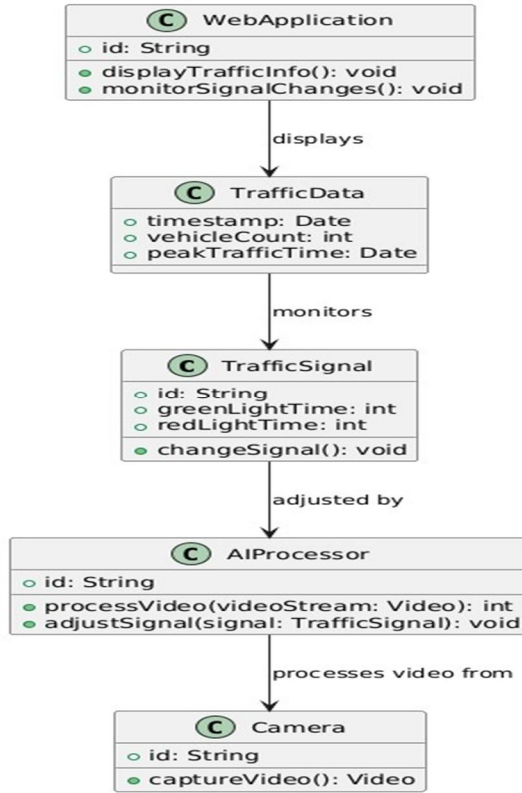 C WebApplication
id: String
displayTrafficInfo(): void
monitorSignalChanges(): void
displays
C TrafficData
timestamp: Date
vehicleCount: int
peakTrafficTime: Date
monitors
C TrafficSignal
id: String
greenLightTime: int
redLightTime: int
changeSignal(): void
adjusted by
C AIProcessor
id: String
processVideo(videoStream: Video): int
adjustSignal(signal: TrafficSignal): void
processes video from
C Camera
id: String
captureVideo(): Video